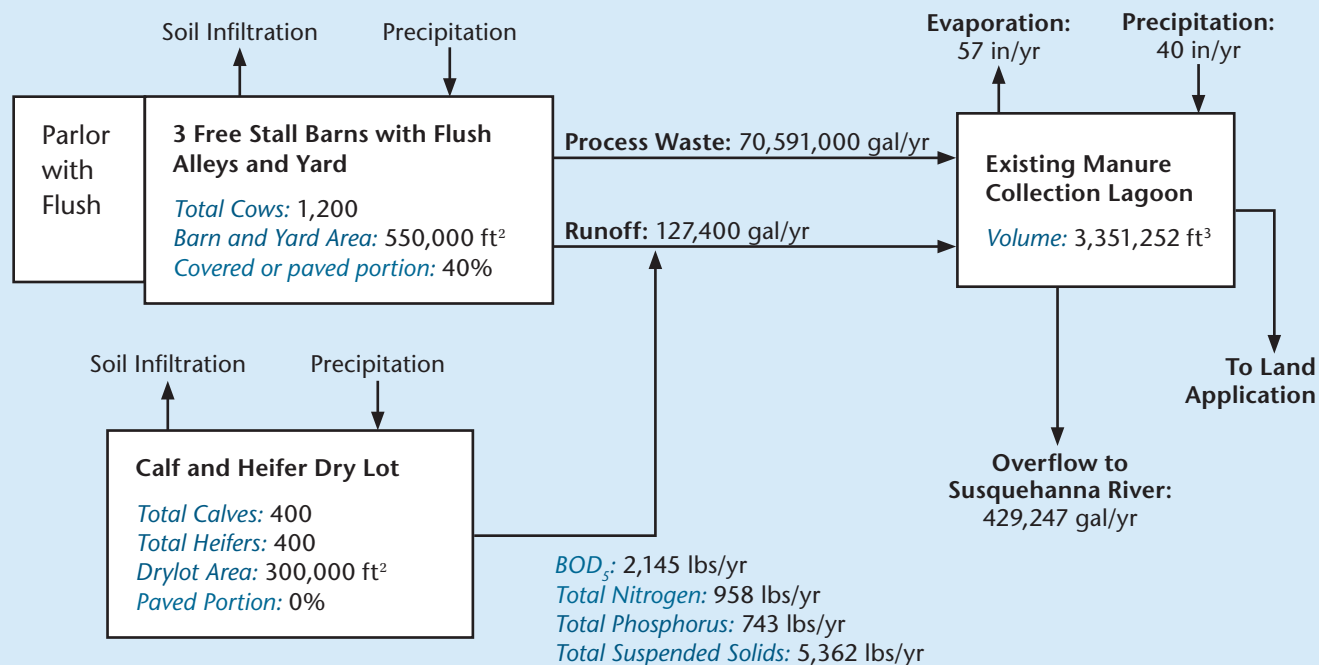 Soil Infiltration
Precipitation
Parlor
with
Flush
3 Free Stall Barns with Flush
Alleys and Yard
Total Cows: 1,200
Barn and Yard Area: 550,000 ft²
Covered or paved portion: 40%
Process Waste: 70,591,000 gal/yr
Runoff: 127,400 gal/yr
Evaporation:
57 in/yr
Precipitation:
40 in/yr
Existing Manure
Collection Lagoon
Volume: 3,351,252 ft³
To Land
Application
Overflow to
Susquehanna River:
429,247 gal/yr
Soil Infiltration
Precipitation
Calf and Heifer Dry Lot
Total Calves: 400
Total Heifers: 400
Drylot Area: 300,000 ft²
Paved Portion: 0%
BOD₅: 2,145 lbs/yr
Total Nitrogen: 958 lbs/yr
Total Phosphorus: 743 lbs/yr
Total Suspended Solids: 5,362 lbs/yr